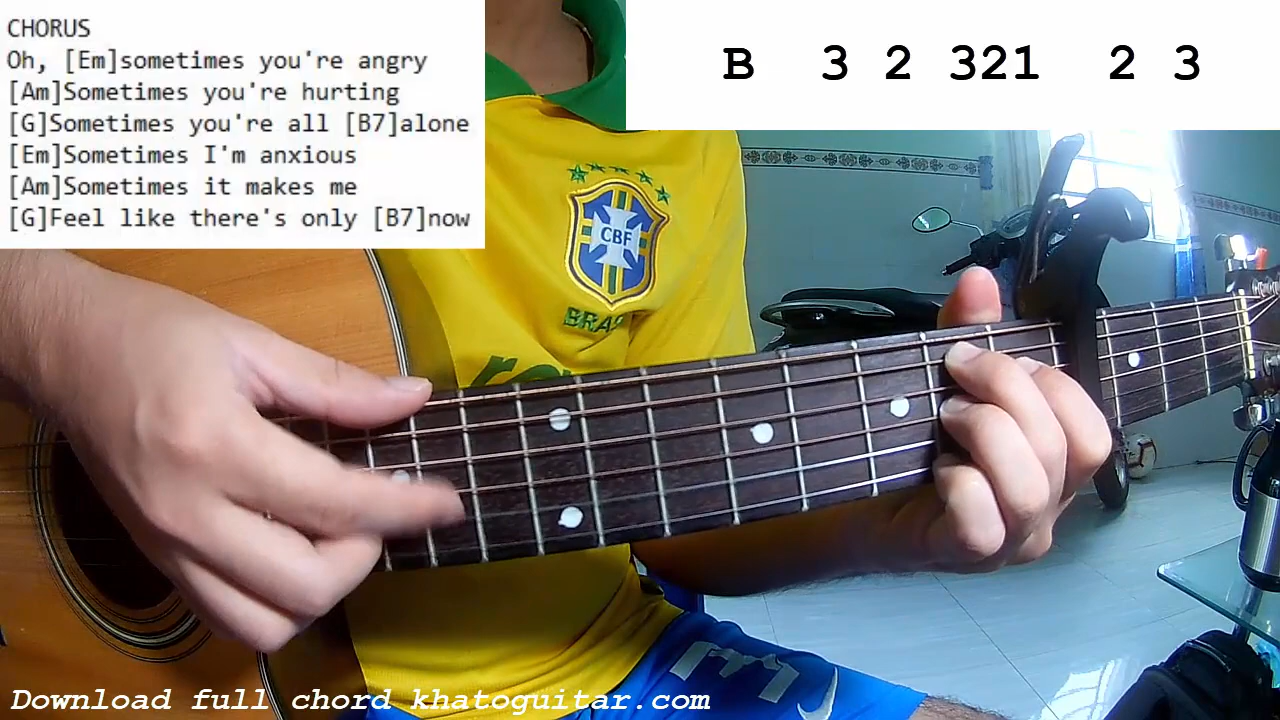 CHORUS
Oh, [Em]sometimes you're angry
[Am]Sometimes you're hurting
[G]Sometimes you're all [B7]alone
[Em]Sometimes I'm anxious
[Am]Sometimes it makes me
[G]Feel like there's only [B7]now
B 3 2 321 2 3
CBF
Download full chord khatoguitar.com